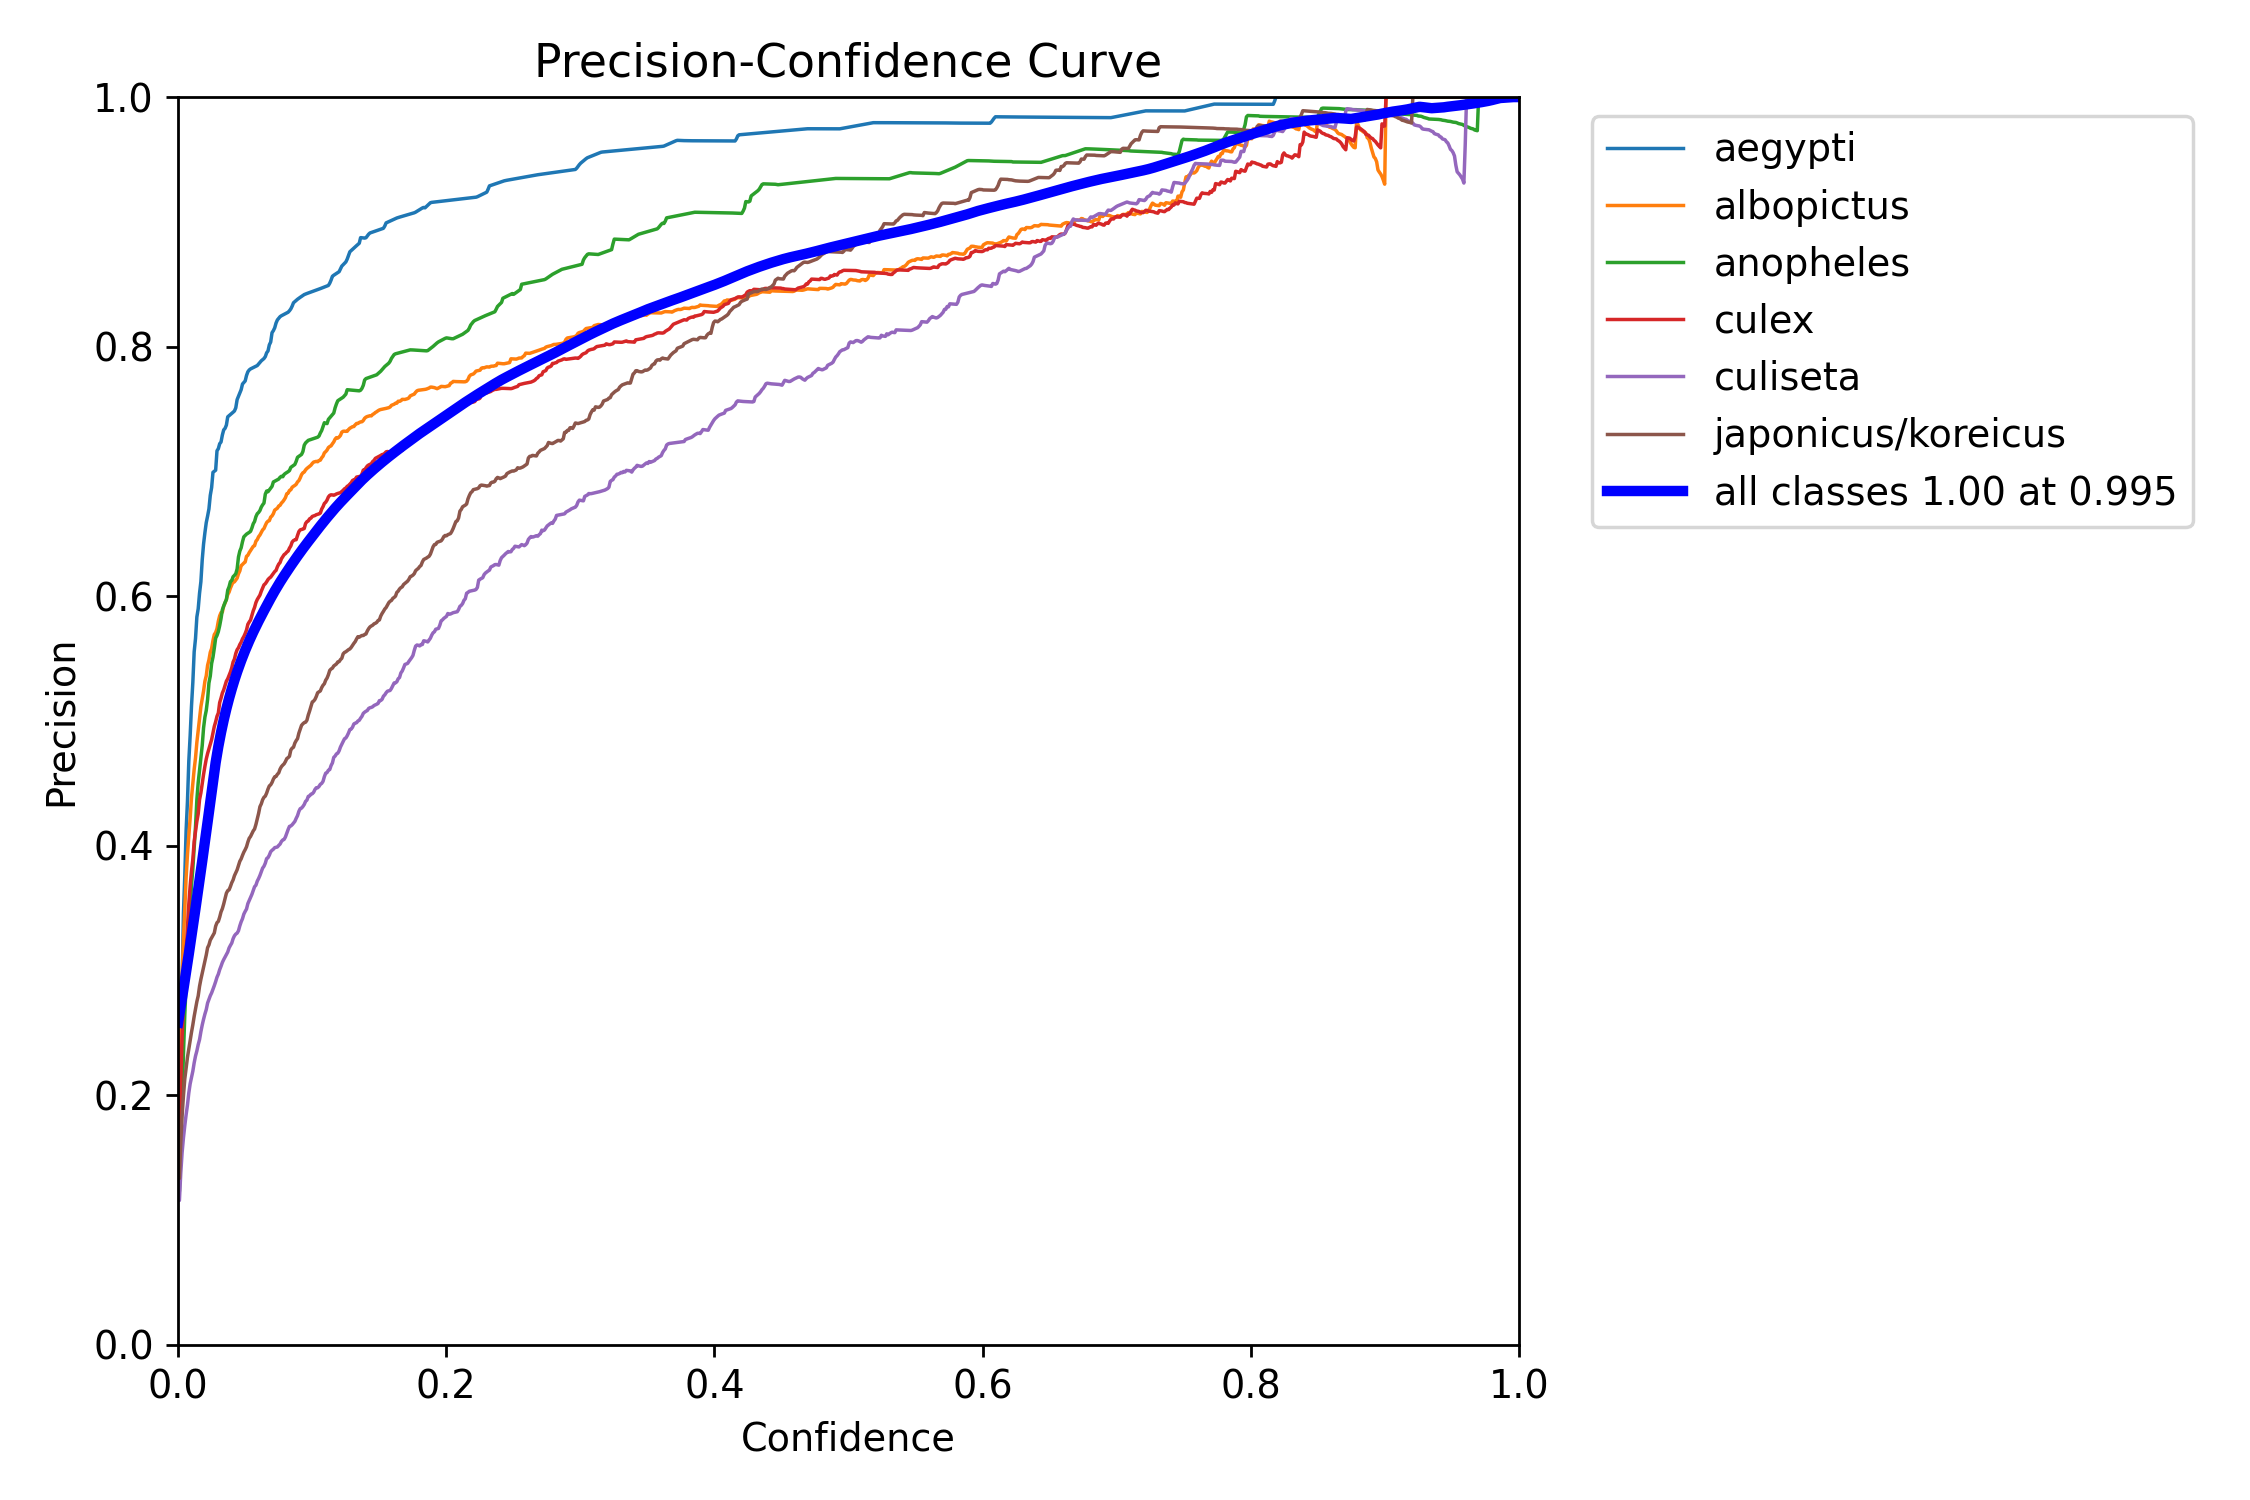 Precision-Confidence Curve
1.0
0.8
0.6
0.4
0.2
0.0
Precision
0.0 0.2 0.4 0.6 0.8 1.0
Confidence
aegypti
albopictus
anopheles
culex
culiseta
japonicus/koreicus
all classes 1.00 at 0.995